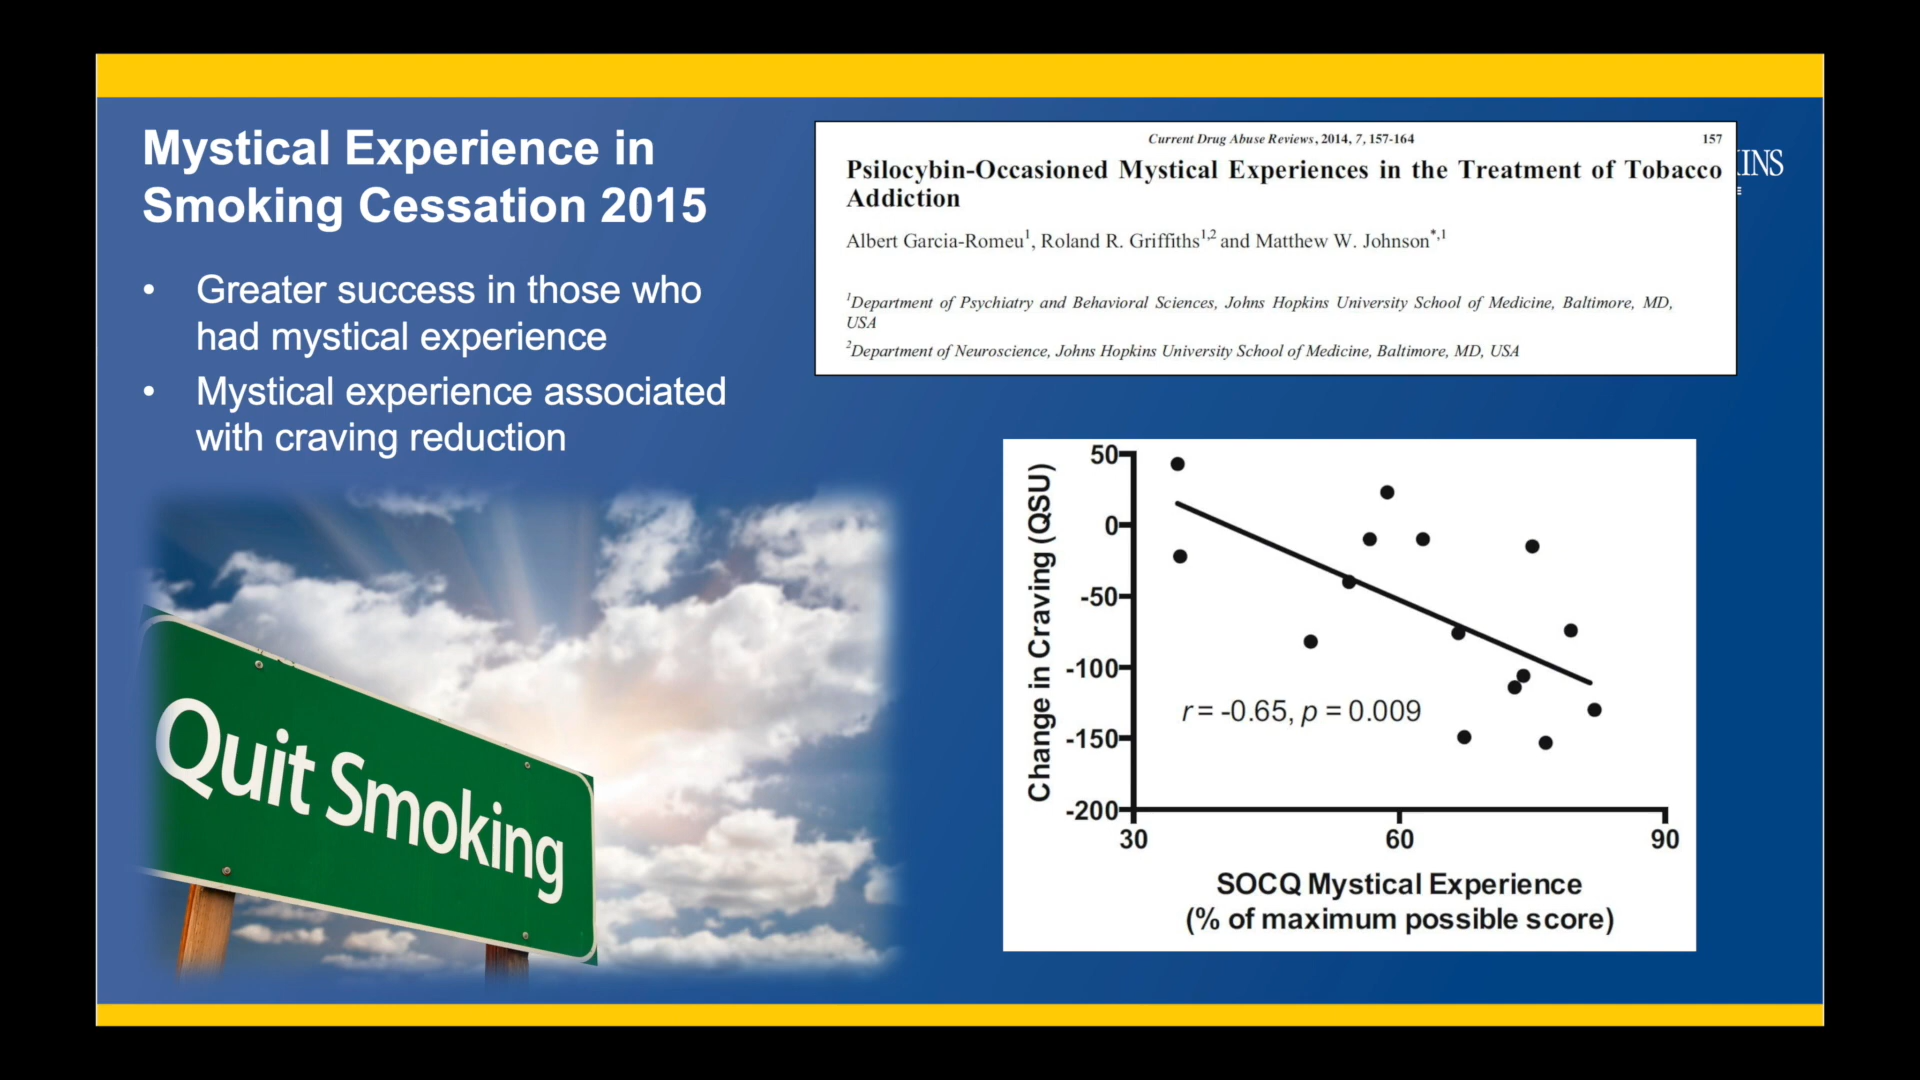 Mystical Experience in
Smoking Cessation 2015
• Greater success in those who
had mystical experience
• Mystical experience associated
with craving reduction
Current Drug Abuse Reviews, 2014, 7, 157-164 157
Psilocybin-Occasioned Mystical Experiences in the Treatment of Tobacco
Addiction
Albert Garcia-Romeu1, Roland R. Griffiths1,2 and Matthew W. Johnson*,1
1Department of Psychiatry and Behavioral Sciences, Johns Hopkins University School of Medicine, Baltimore, MD,
USA
2Department of Neuroscience, Johns Hopkins University School of Medicine, Baltimore, MD, USA
INS
Quit Smoking
Change in Craving (QSU)
50
0
-50
-100
-150
-200
r = -0.65, p = 0.009
30 60 90
SOCQ Mystical Experience
(% of maximum possible score)